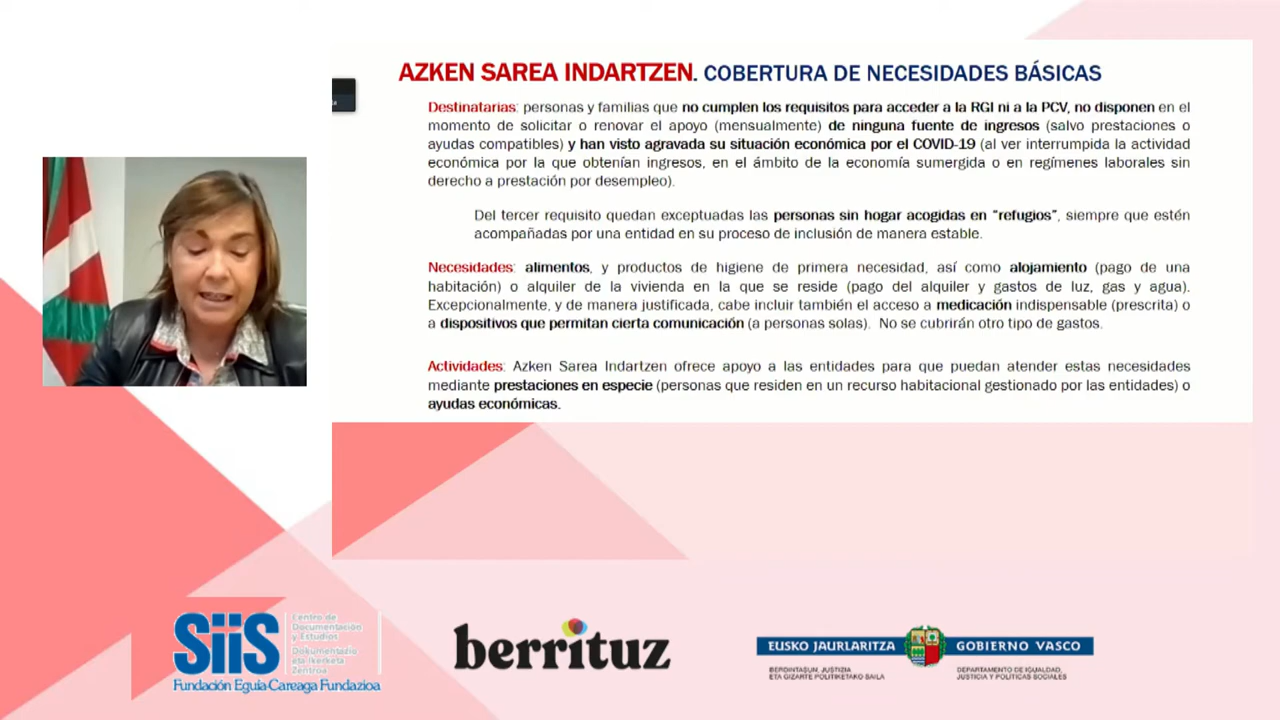 AZKEN SAREA INDARTZEN. COBERTURA DE NECESIDADES BÁSICAS
Destinatarias: personas y familias que no cumplen los requisitos para acceder a la RGI ni a la PCV, no disponen en el
momento de solicitar o renovar el apoyo (mensualmente) de ninguna fuente de ingresos (salvo prestaciones o
ayudas compatibles) y han visto agravada su situación económica por el COVID-19 (al ver interrumpida la actividad
económica por la que obtenían ingresos, en el ámbito de la economía sumergida o en regímenes laborales sin
derecho a prestación por desempleo).
Del tercer requisito quedan exceptuadas las personas sin hogar acogidas en "refugios", siempre que estén
acompañadas por una entidad en su proceso de inclusión de manera estable.
Necesidades: alimentos, y productos de higiene de primera necesidad, así como alojamiento (pago de una
habitación) o alquiler de la vivienda en la que se reside (pago del alquiler y gastos de luz, gas y agua).
Excepcionalmente, y de manera justificada, cabe incluir también el acceso a medicación indispensable (prescrita) o
a dispositivos que permitan cierta comunicación (a personas solas). No se cubrirán otro tipo de gastos.
Actividades: Azken Sarea Indartzen ofrece apoyo a las entidades para que puedan atender estas necesidades
mediante prestaciones en especie (personas que residen en un recurso habitacional gestionado por las entidades) o
ayudas económicas.
SiiS
Centro de
Documentación
y Estudios
Dokumentazio
eta Ikerketa
Zentroa
Fundación Eguía-Careaga Fundazioa
berrituz
EUSKO JAURLARITZA
GOBIERNO VASCO
BERDINTASUN, JUSTIZIA
ETA GIZARTE POLITIKETAKO SAILA
DEPARTAMENTO DE IGUALDAD,
JUSTICIA Y POLÍTICAS SOCIALES